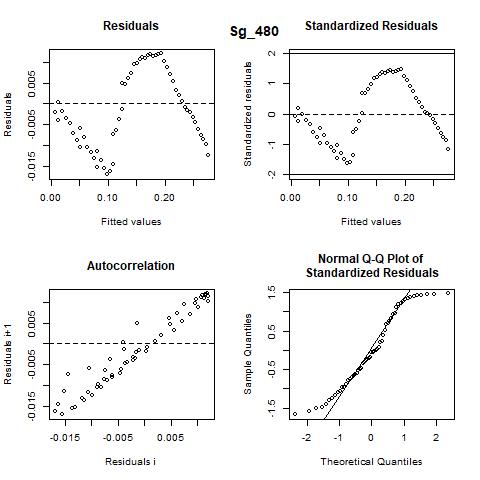 Sg_480
Residuals
Residuals
-0.015
-0.005
0.005
0.00
0.10
0.20
Fitted values
Standardized Residuals
Standardized residuals
-2
-1
0
1
2
0.00
0.10
0.20
Fitted values
Autocorrelation
Residuals i+1
-0.015
-0.005
0.005
-0.015
-0.005
0.005
Residuals i
Normal Q-Q Plot of
Standardized Residuals
Sample Quantiles
-1.5
-0.5
0.5
1.5
-2
-1
0
1
2
Theoretical Quantiles